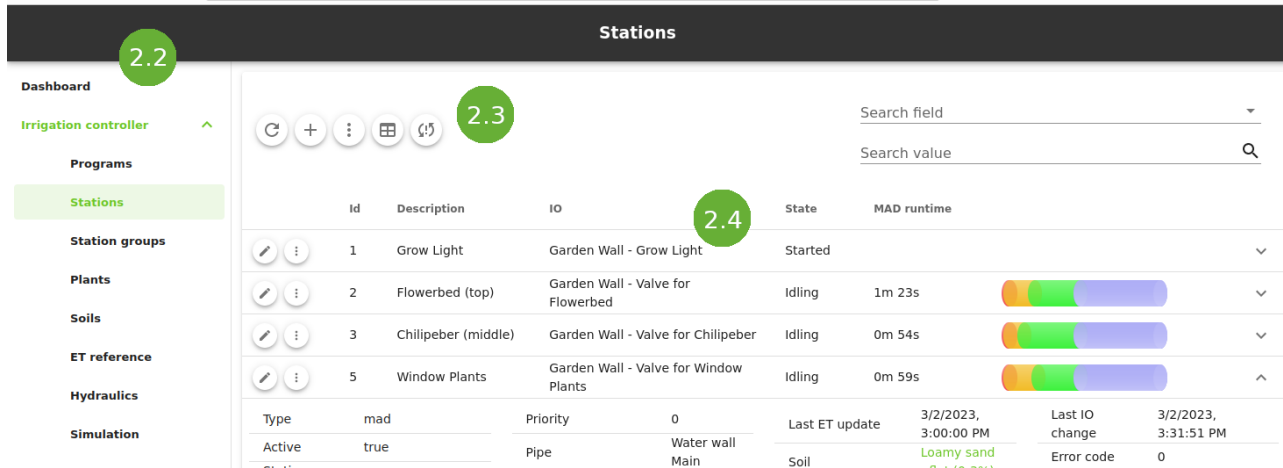 Stations
2.2
Dashboard
Irrigation controller
Programs
Stations
Station groups
Plants
Soils
ET reference
Hydraulics
Simulation
2.3
Search field
Search value
2.4
Id Description IO State MAD runtime
1 Grow Light Garden Wall - Grow Light Started
2 Flowerbed (top) Garden Wall - Valve for
Flowerbed Idling 1m 23s
3 Chilipeber (middle) Garden Wall - Valve for Chilipeber Idling 0m 54s
5 Window Plants Garden Wall - Valve for Window
Plants Idling 0m 59s
Type mad
Active true
Priority 0
Pipe Water wall
Main
Last ET update 3/2/2023,
3:00:00 PM
Soil Loamy sand
Last IO
change 3/2/2023,
3:31:51 PM
Error code 0